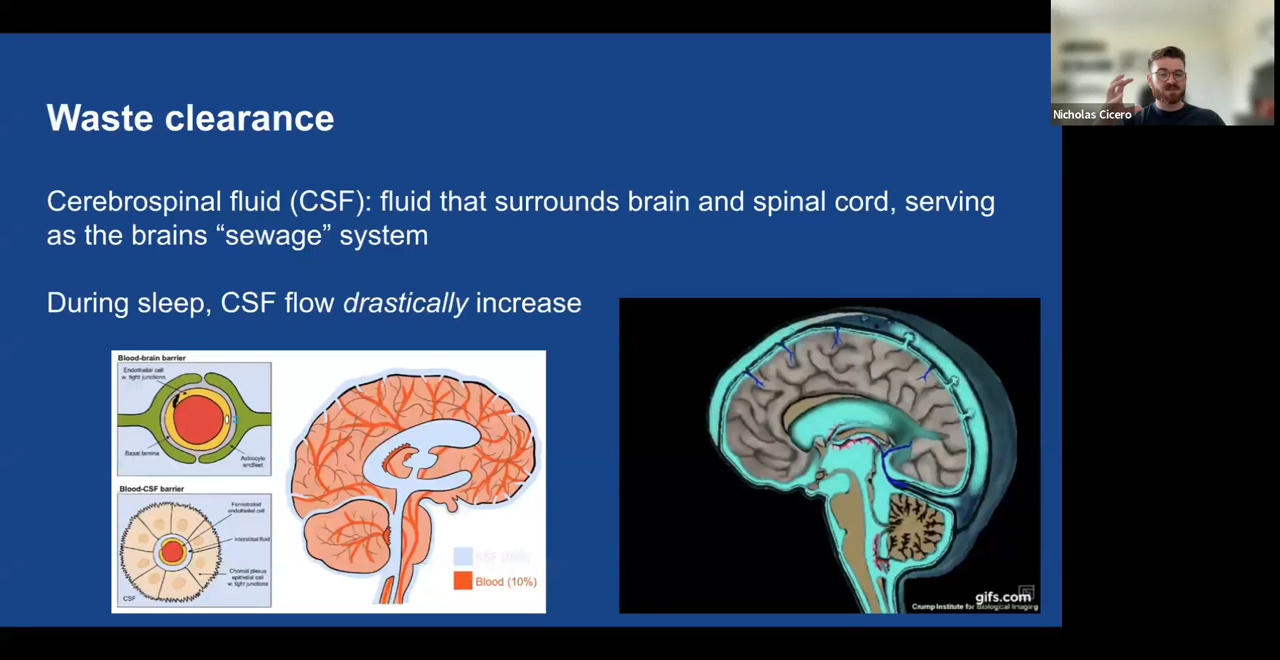 Nicholas Cicero
Waste clearance
Cerebrospinal fluid (CSF): fluid that surrounds brain and spinal cord, serving
as the brains “sewage” system
During sleep, CSF flow drastically increase
Blood-brain barrier
Endothelial cell
w. tight junctions
Basal lamina
Astrocyte
endfeet
Blood-CSF barrier
Fenestrated
endothelial cell
Interstitial fluid
Choroid plexus
epithelial cell
w. tight junctions
CSF
CSF
Blood (10%)
gifs.com
Crump Institute for Biological Imaging